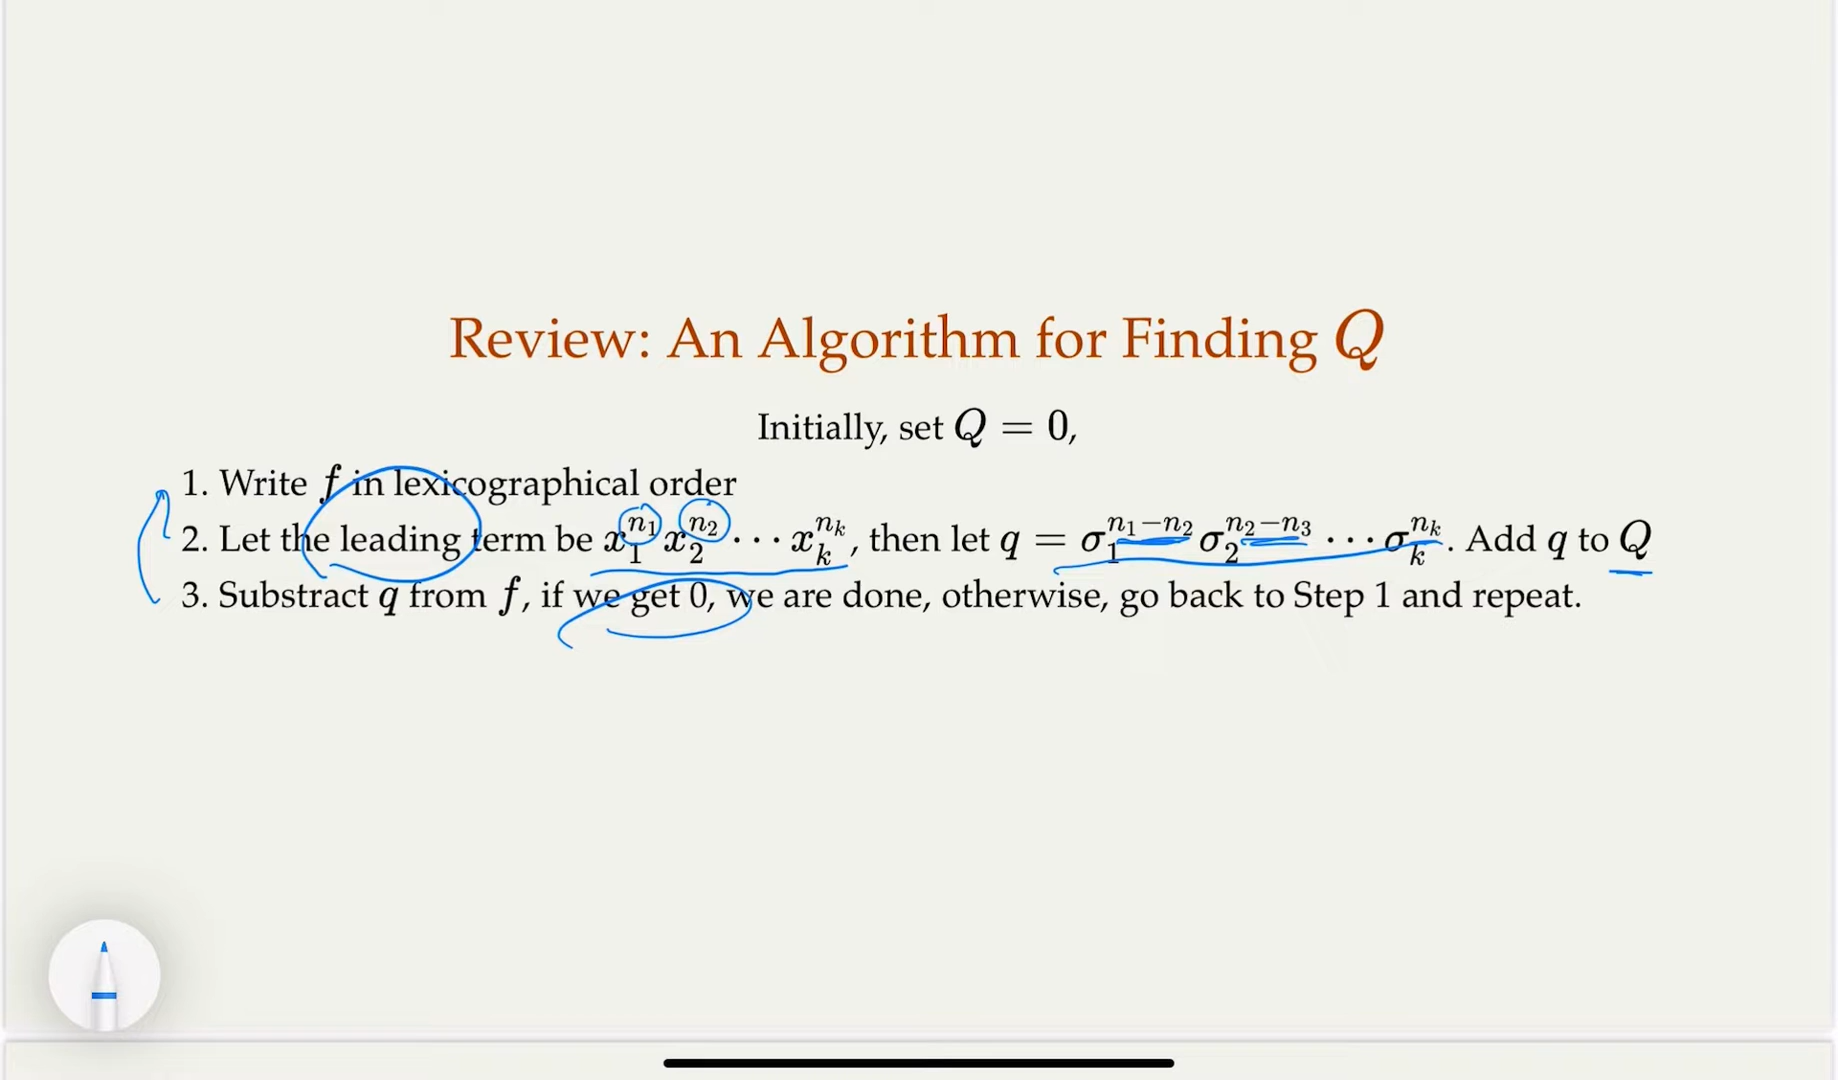 Review: An Algorithm for Finding Q
Initially, set Q = 0,
1. Write f in lexicographical order
2. Let the leading term be x_1^{n_1} x_2^{n_2} ⋯ x_k^{n_k}, then let q = σ_1^{n_1−n_2} σ_2^{n_2−n_3} ⋯ σ_k^{n_k}. Add q to Q
3. Substract q from f, if we get 0, we are done, otherwise, go back to Step 1 and repeat.